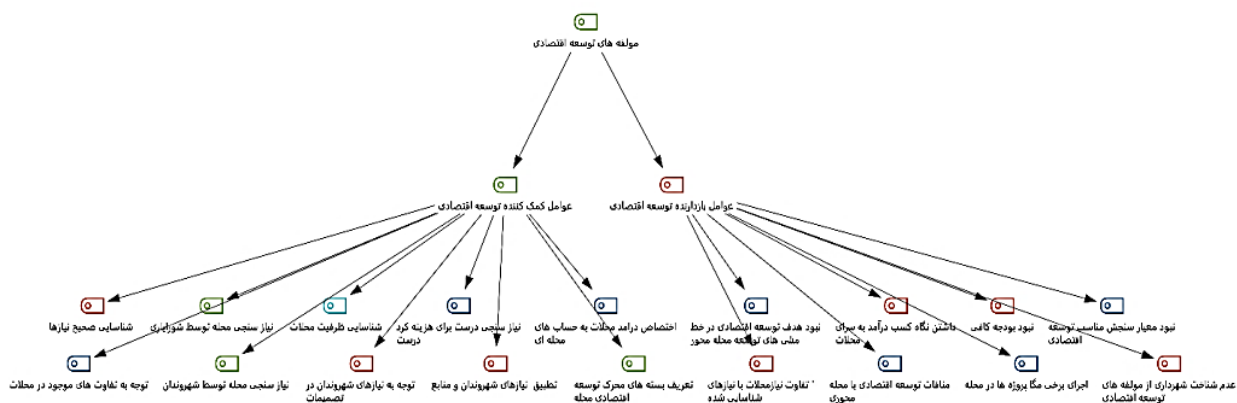 مولفه های توسعه اقتصادی
عوامل بازدارنده توسعه اقتصادی
عوامل کمک کننده توسعه اقتصادی
نبود معیار سنجش مناسب توسعه
اقتصادی
نبود بودجه کافی
داشتن نگاه کسب درآمد به سرای
محلات
نبود هدف توسعه اقتصادی در خط
مشی های توسعه محله محور
اختصاص درامد محلات به حساب های
محله ای
نیاز سنجی درست برای هزینه کرد
درست
شناسایی ظرفیت محلات
نیاز سنجی محله توسط شورایاری
شناسایی صحیح نیازها
عدم شناخت شهرداری از مولفه های
توسعه اقتصادی
اجرای برخی مگا پروژه ها در محله
منافات توسعه اقتصادی با محله
محوری
تفاوت نیازمحلات با نیازهای
شناسایی شده
تعریف بسته های محرک توسعه
اقتصادی محله
تطبیق نیازهای شهروندان و منابع
توجه به نیازهای شهروندان در
تصمیمات
نیاز سنجی محله توسط شهروندان
توجه به تفاوت های موجود در محلات